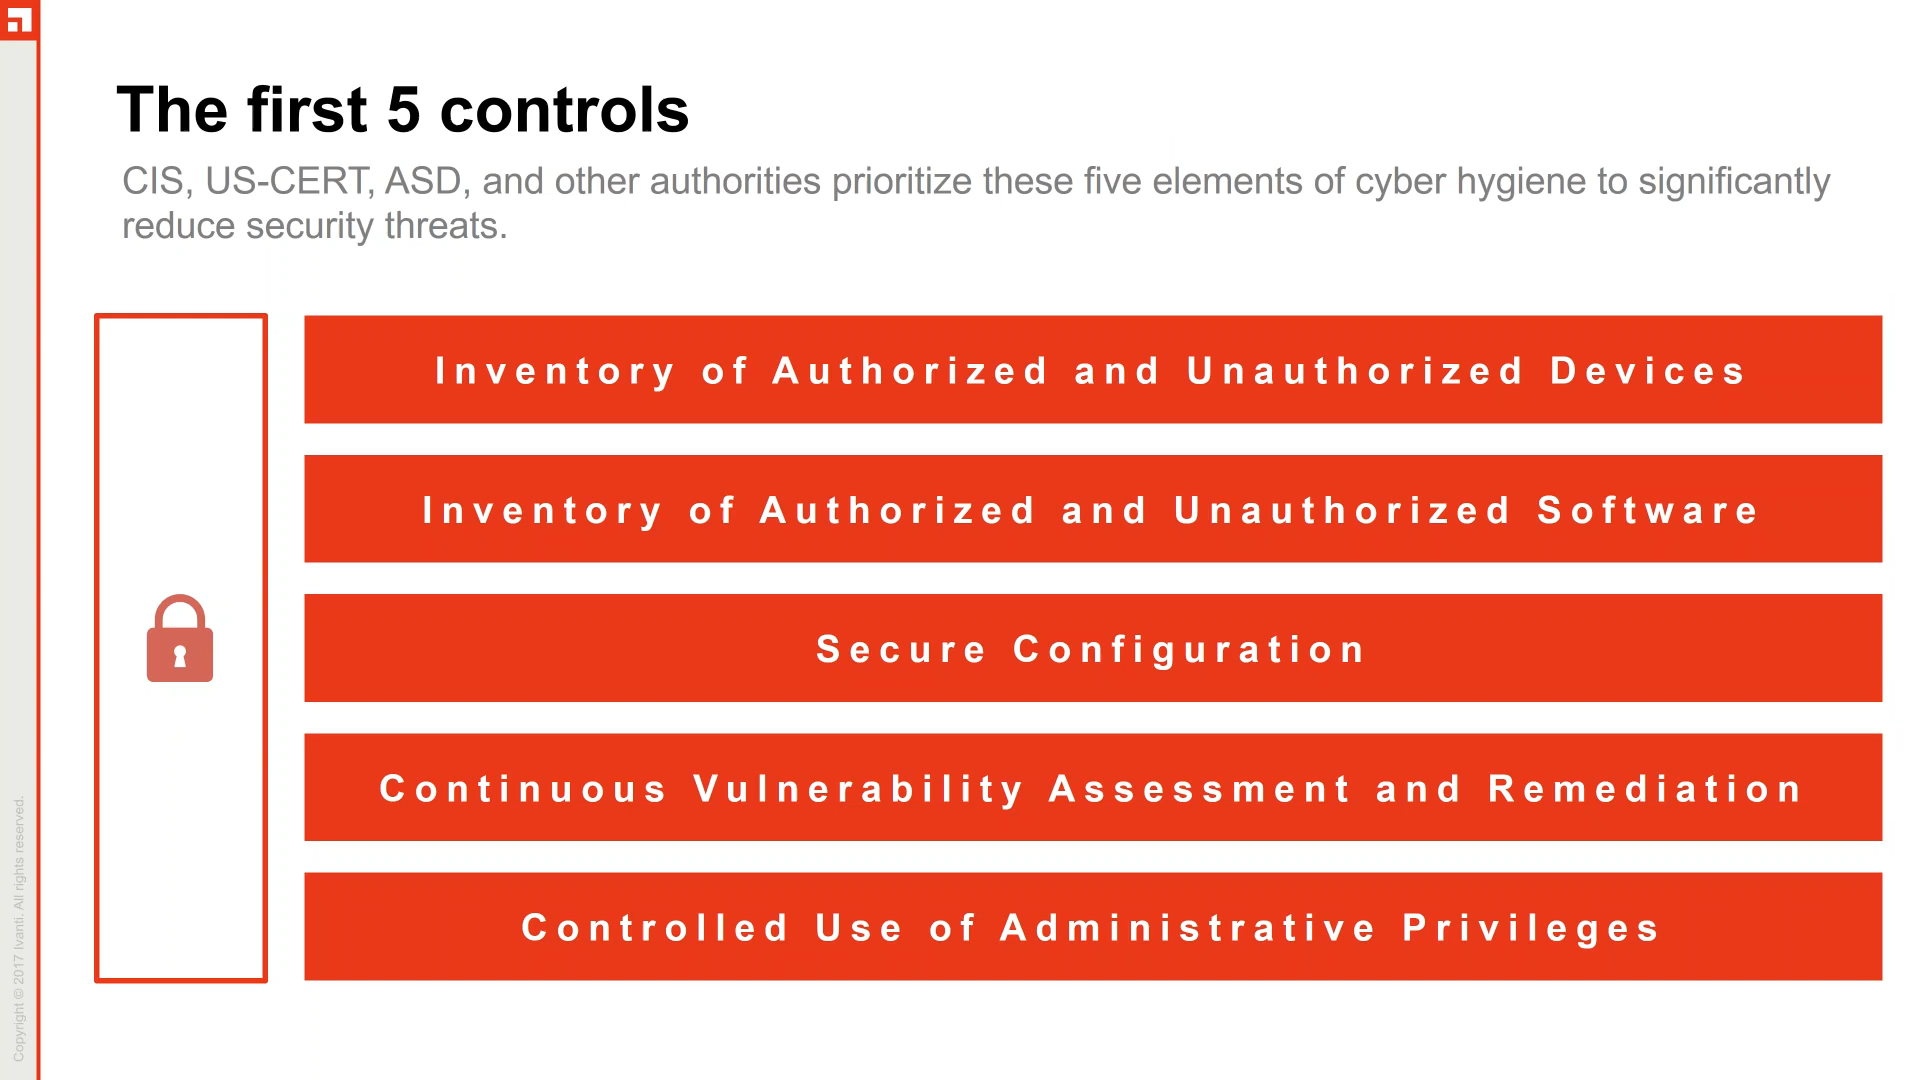 The first 5 controls
CIS, US-CERT, ASD, and other authorities prioritize these five elements of cyber hygiene to significantly
reduce security threats.
Inventory of Authorized and Unauthorized Devices
Inventory of Authorized and Unauthorized Software
Secure Configuration
Continuous Vulnerability Assessment and Remediation
Controlled Use of Administrative Privileges
Copyright © 2017 Ivanti. All rights reserved.